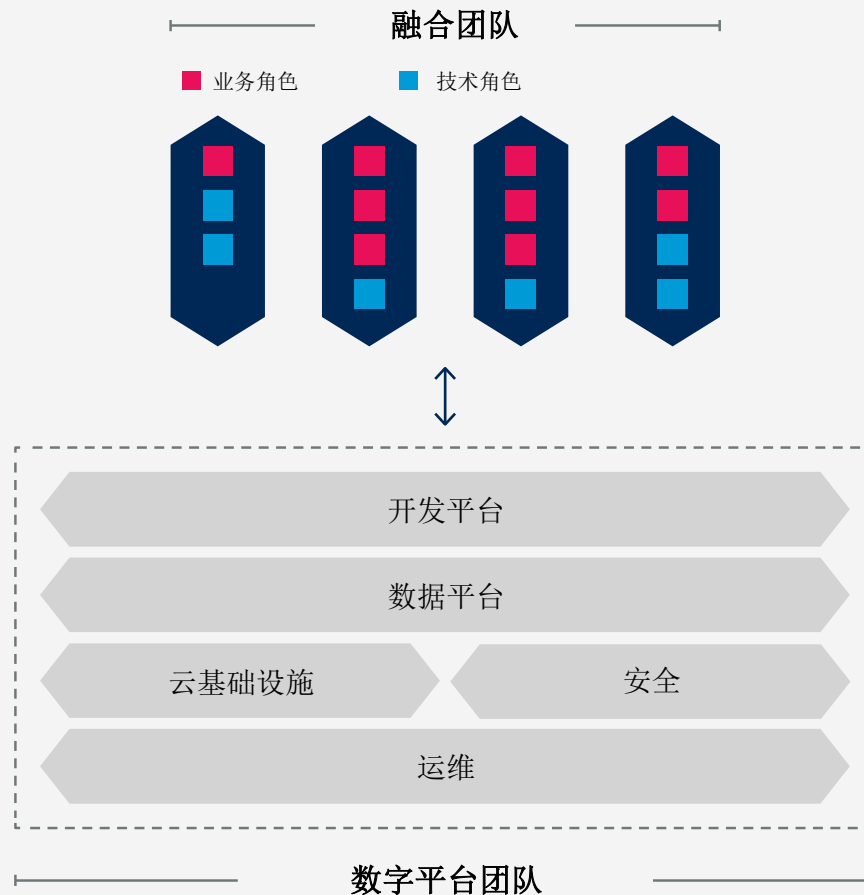 融合团队
业务角色 技术角色
开发平台
数据平台
云基础设施 安全
运维
数字平台团队